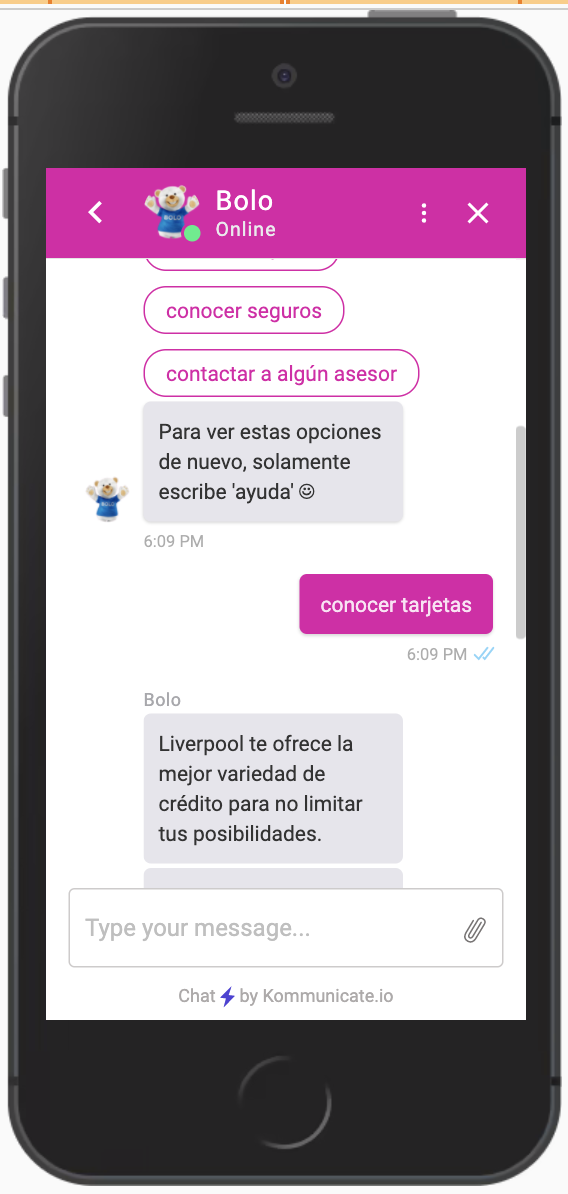 Bolo
Online
conocer seguros
contactar a algún asesor
Para ver estas opciones
de nuevo, solamente
escribe 'ayuda' ☺
BOLO
6:09 PM
conocer tarjetas
6:09 PM
Bolo
Liverpool te ofrece la
mejor variedad de
crédito para no limitar
tus posibilidades.
Type your message...
Chat by Kommunicate.io